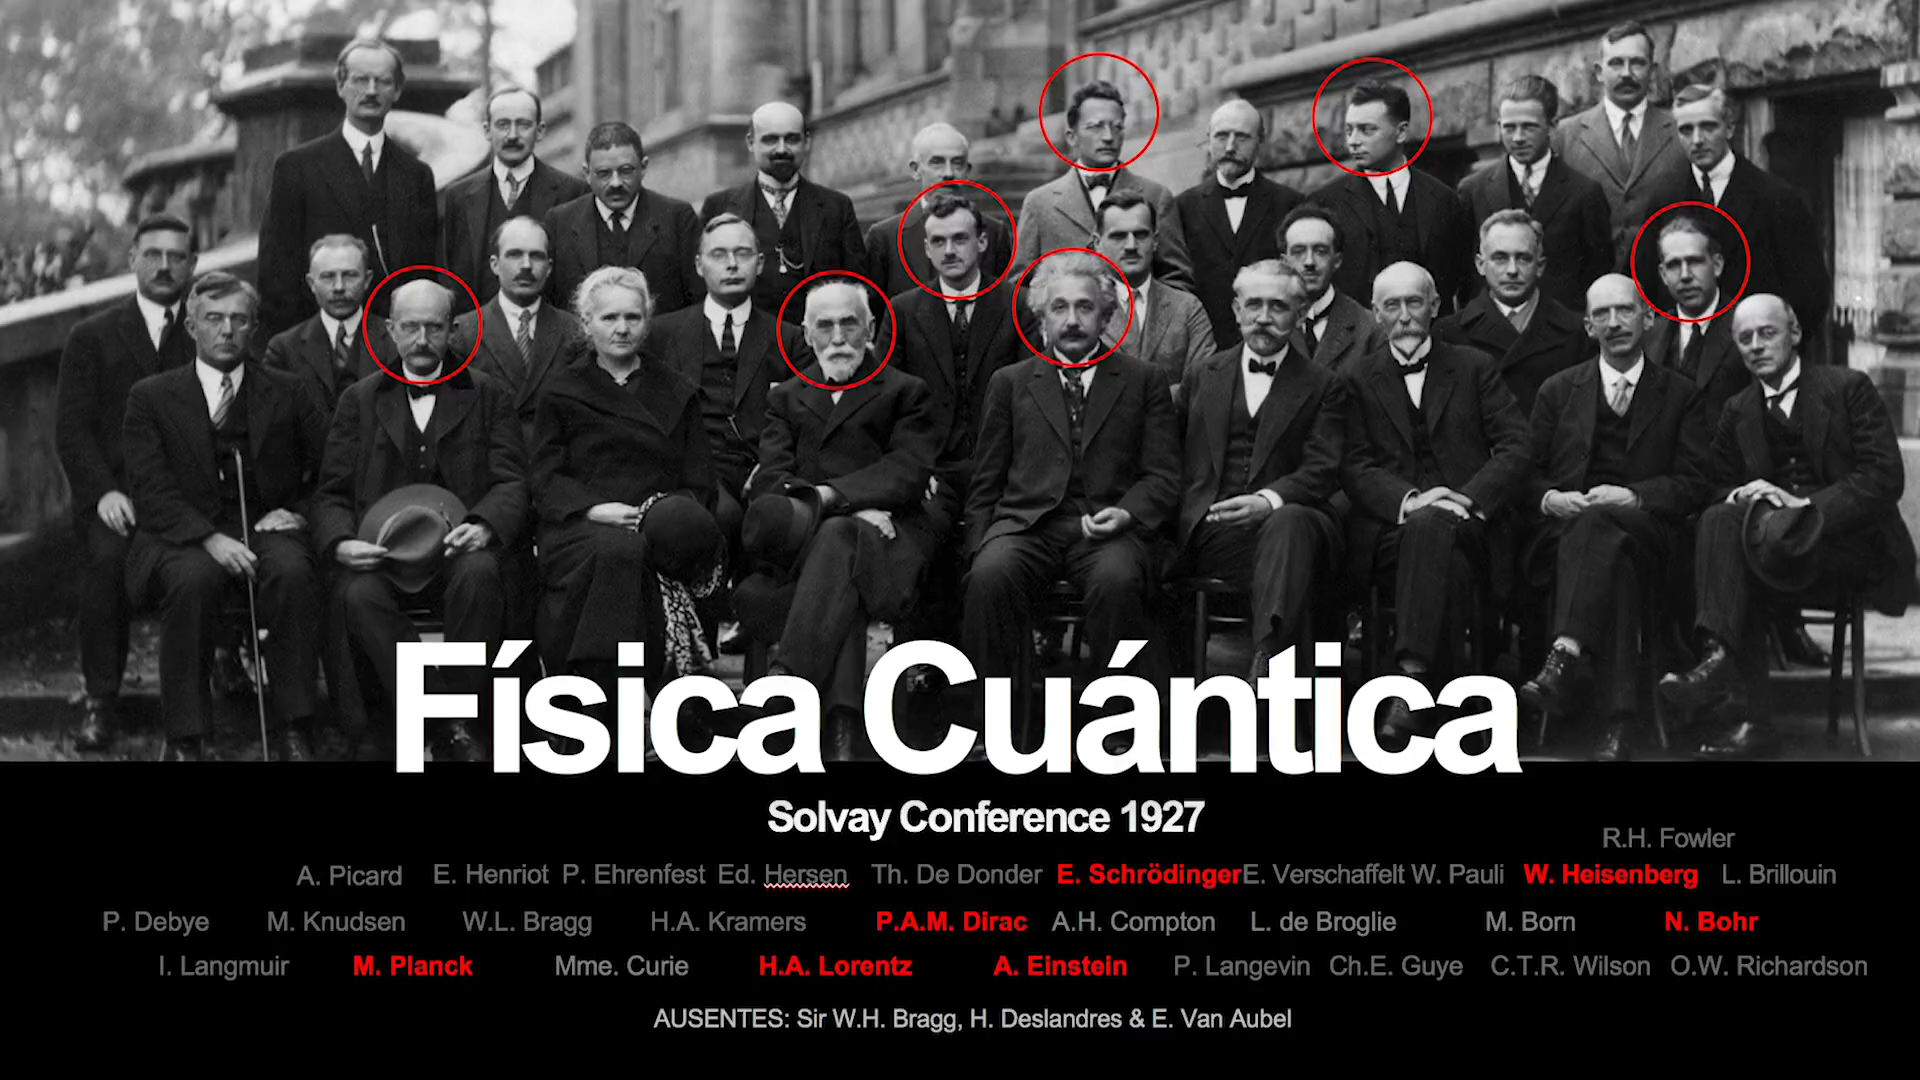 Física Cuántica
Solvay Conference 1927
R.H. Fowler
A. Picard E. Henriot P. Ehrenfest Ed. Hersen Th. De Donder E. Schrödinger E. Verschaffelt W. Pauli W. Heisenberg L. Brillouin
P. Debye M. Knudsen W.L. Bragg H.A. Kramers P.A.M. Dirac A.H. Compton L. de Broglie M. Born N. Bohr
I. Langmuir M. Planck Mme. Curie H.A. Lorentz A. Einstein P. Langevin Ch.E. Guye C.T.R. Wilson O.W. Richardson
AUSENTES: Sir W.H. Bragg, H. Deslandres & E. Van Aubel